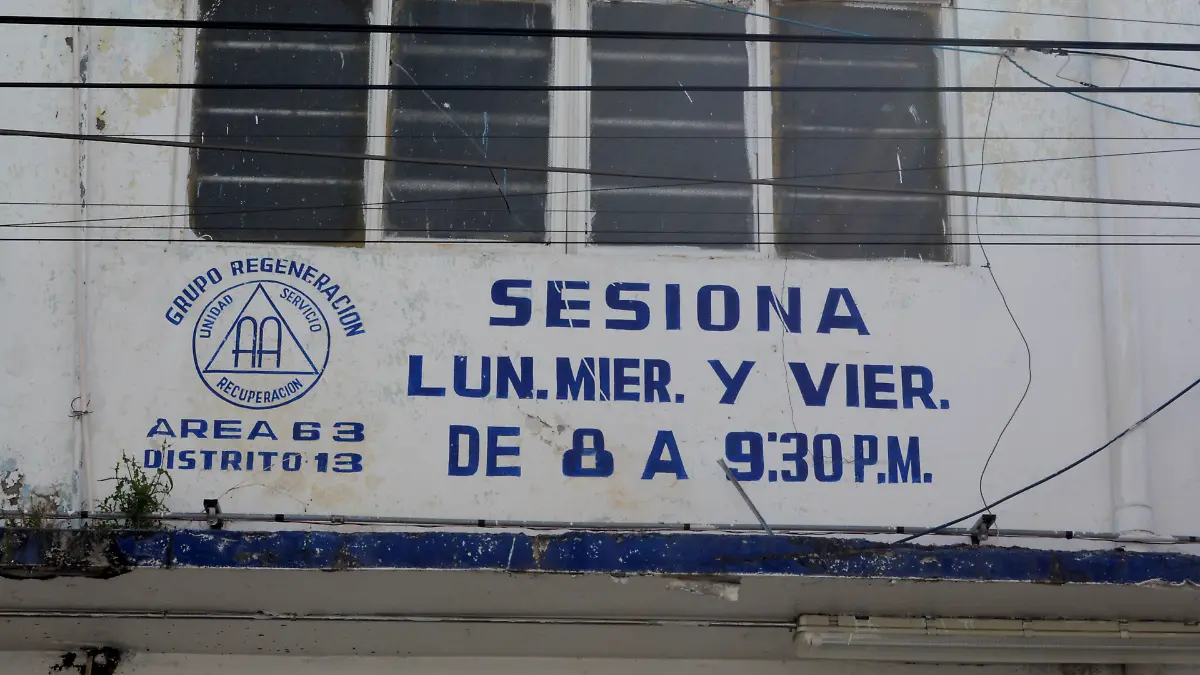 GRUPO REGENERACION
UNIDAD
SERVICIO
AA
RECUPERACION
AREA 63
DISTRITO 13
SESIONA
LUN. MIER. Y VIER.
DE 8 A 9:30 P.M.